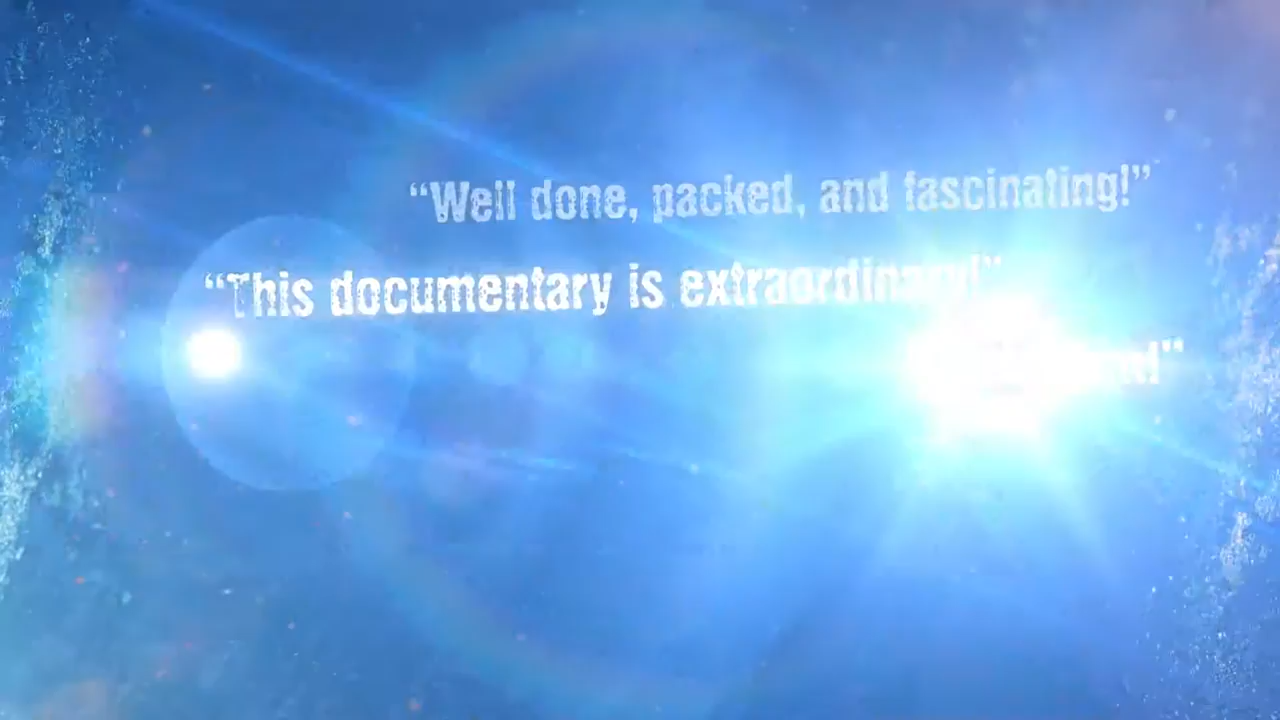 “Well done, packed, and fascinating!”
“This documentary is extraordinary!”